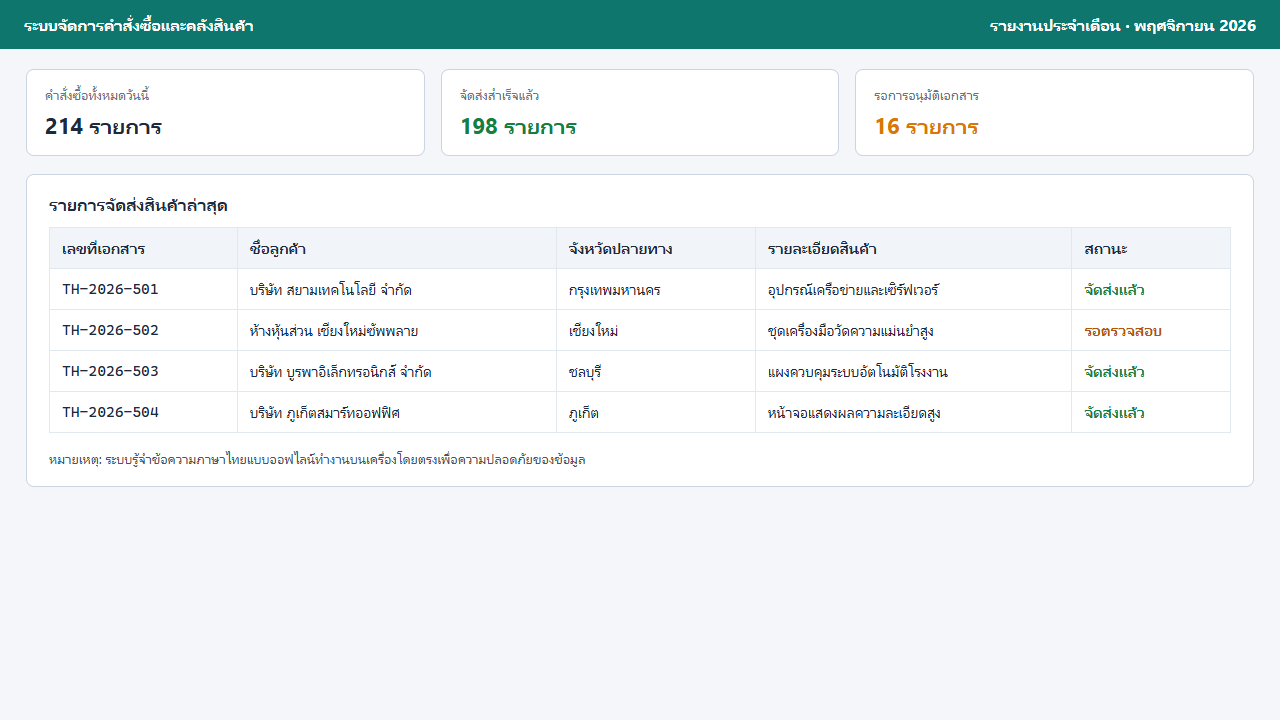 ระบบจัดการคำสั่งซื้อและคลังสินค้า
รายงานประจำเดือน · พฤศจิกายน 2026
คำสั่งซื้อทั้งหมดวันนี้
214 รายการ
จัดส่งสำเร็จแล้ว
198 รายการ
รอการอนุมัติเอกสาร
16 รายการ
รายการจัดส่งสินค้าล่าสุด
เลขที่เอกสาร ชื่อลูกค้า จังหวัดปลายทาง รายละเอียดสินค้า สถานะ
TH-2026-501 บริษัท สยามเทคโนโลยี จำกัด กรุงเทพมหานคร อุปกรณ์เครือข่ายและเซิร์ฟเวอร์ จัดส่งแล้ว
TH-2026-502 ห้างหุ้นส่วน เชียงใหม่ซัพพลาย เชียงใหม่ ชุดเครื่องมือวัดความแม่นยำสูง รอตรวจสอบ
TH-2026-503 บริษัท บูรพาอิเล็กทรอนิกส์ จำกัด ชลบุรี แผงควบคุมระบบอัตโนมัติโรงงาน จัดส่งแล้ว
TH-2026-504 บริษัท ภูเก็ตสมาร์ทออฟฟิศ ภูเก็ต หน้าจอแสดงผลความละเอียดสูง จัดส่งแล้ว
หมายเหตุ: ระบบรู้จำข้อความภาษาไทยแบบออฟไลน์ทำงานบนเครื่องโดยตรงเพื่อความปลอดภัยของข้อมูล